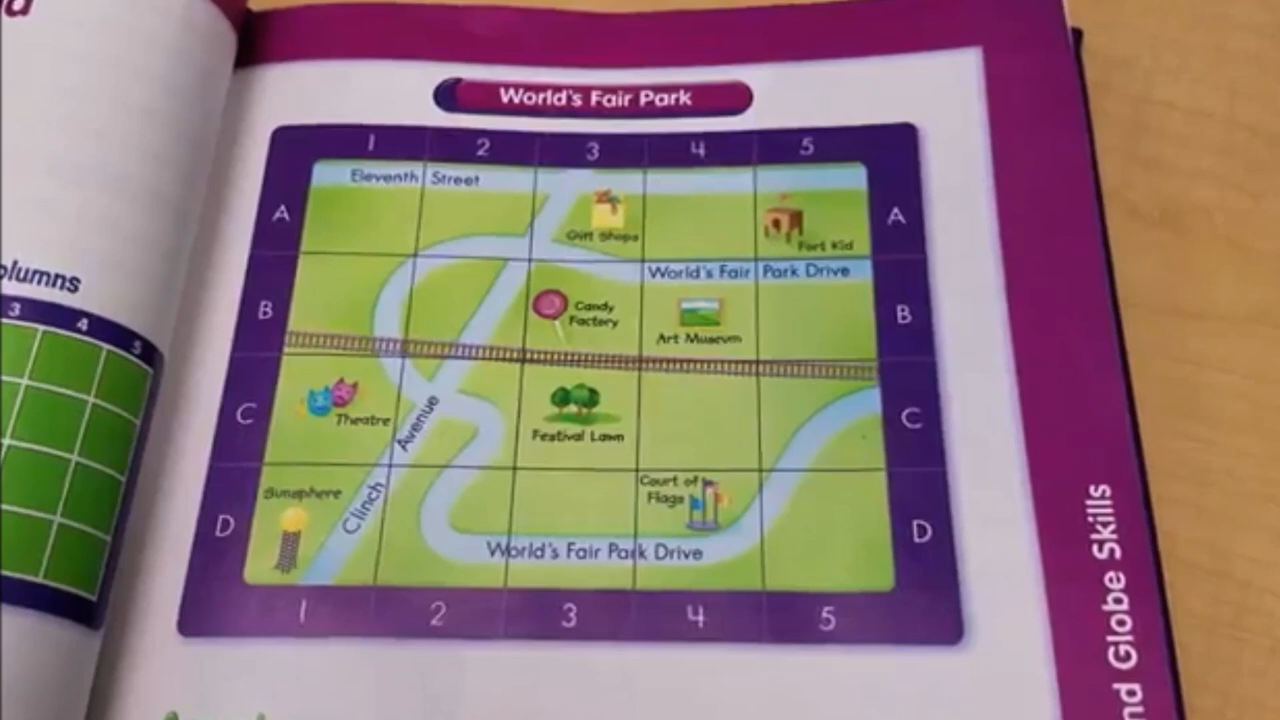 World's Fair Park
1 2 3 4 5
Eleventh Street
A A
Gift Shops
Fort Kid
World's Fair Park Drive
B B
Candy
Factory
Art Museum
C C
Theatre
Festival Lawn
Clinch Avenue
D D
Sunsphere
Court of
Flags
World's Fair Park Drive
1 2 3 4 5
3 4 5
Globe Skills